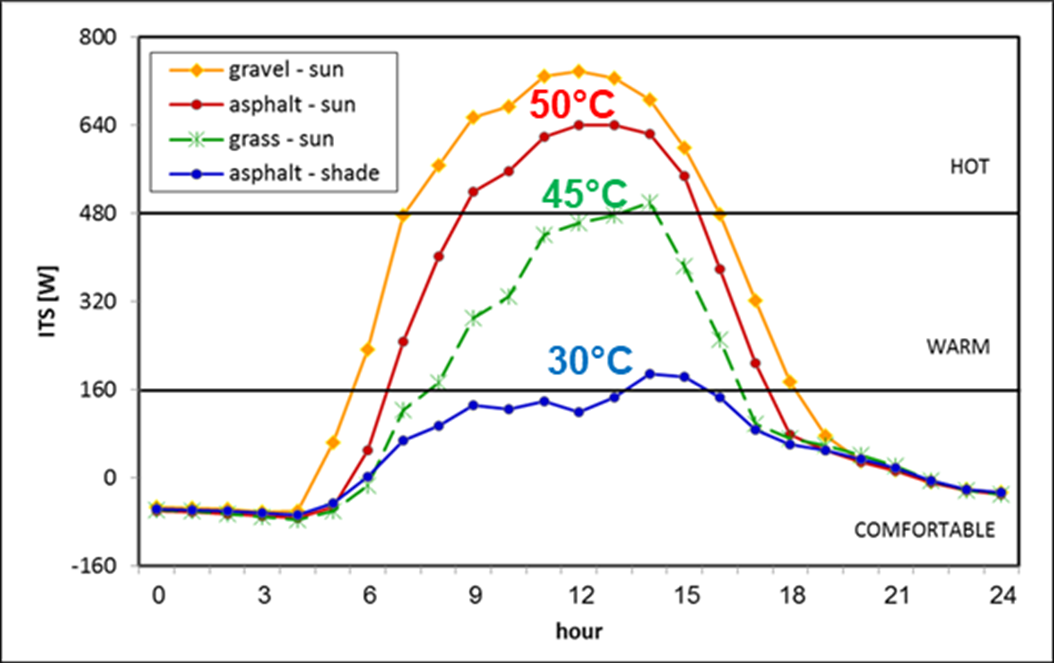 800
640
480
320
160
0
-160
ITS [W]
gravel - sun
asphalt - sun
grass - sun
asphalt - shade
50°C
45°C
30°C
HOT
WARM
COMFORTABLE
0 3 6 9 12 15 18 21 24
hour